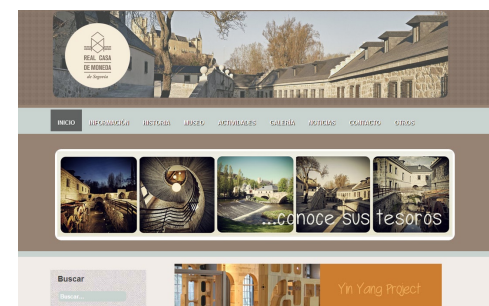 REAL CASA
DE MONEDA
de Segovia
INICIO INFORMACIÓN HISTORIA MUSEO ACTIVIDADES GALERÍA NOTICIAS CONTACTO OTROS
...conoce sus tesoros
Buscar
Buscar...
Yin Yang Project